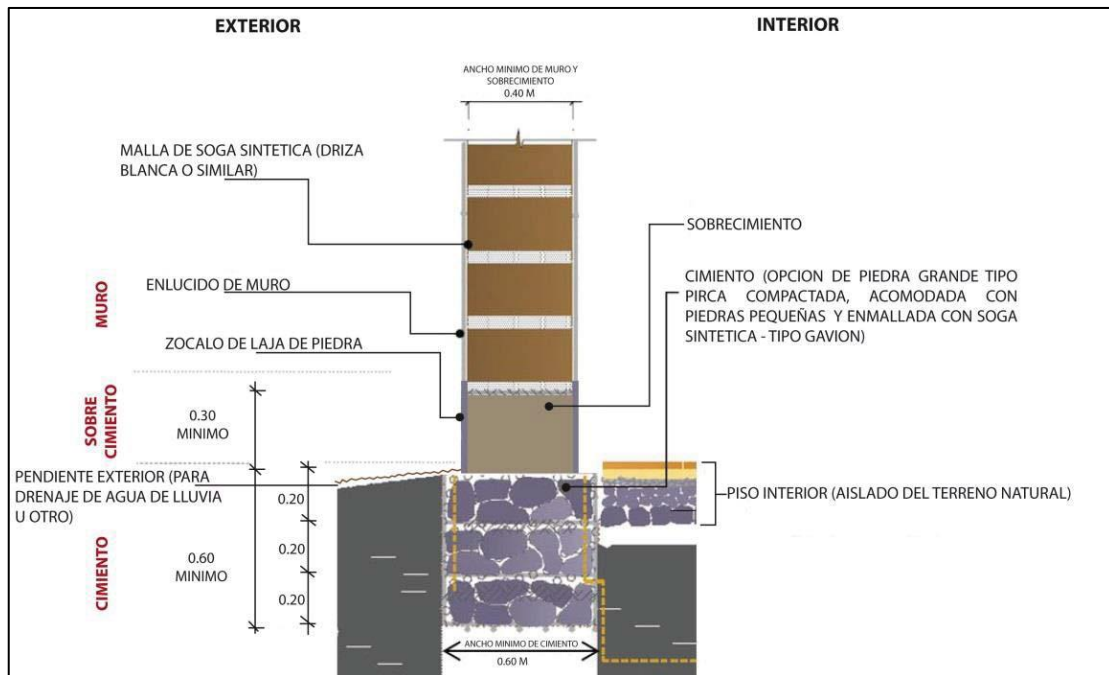 EXTERIOR
INTERIOR
ANCHO MINIMO DE MURO Y
SOBRECIMIENTO
0.40 M
MALLA DE SOGA SINTETICA (DRIZA
BLANCA O SIMILAR)
SOBRECIMIENTO
CIMIENTO (OPCION DE PIEDRA GRANDE TIPO
PIRCA COMPACTADA, ACOMODADA CON
PIEDRAS PEQUEÑAS Y ENMALLADA CON SOGA
SINTETICA - TIPO GAVION)
MURO
ENLUCIDO DE MURO
ZOCALO DE LAJA DE PIEDRA
SOBRE
CIMIENTO
0.30
MINIMO
PENDIENTE EXTERIOR (PARA
DRENAJE DE AGUA DE LLUVIA
U OTRO)
PISO INTERIOR (AISLADO DEL TERRENO NATURAL)
CIMIENTO
0.60
MINIMO
0.20
0.20
0.20
ANCHO MINIMO DE CIMIENTO
0.60 M